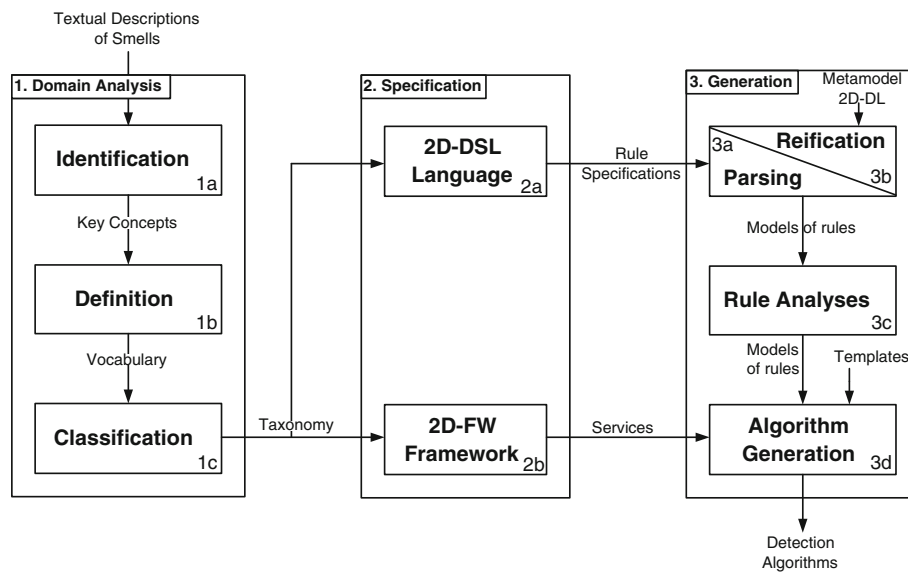 Textual Descriptions
of Smells
1. Domain Analysis
Identification
1a
Key Concepts
Definition
1b
Vocabulary
Classification
1c
Taxonomy
2. Specification
2D-DSL
Language
2a
2D-FW
Framework
2b
Rule
Specifications
Services
3. Generation
Metamodel
2D-DL
3a
Reification
Parsing
3b
Models of rules
Rule Analyses
3c
Models
of rules
Templates
Algorithm
Generation
3d
Detection
Algorithms